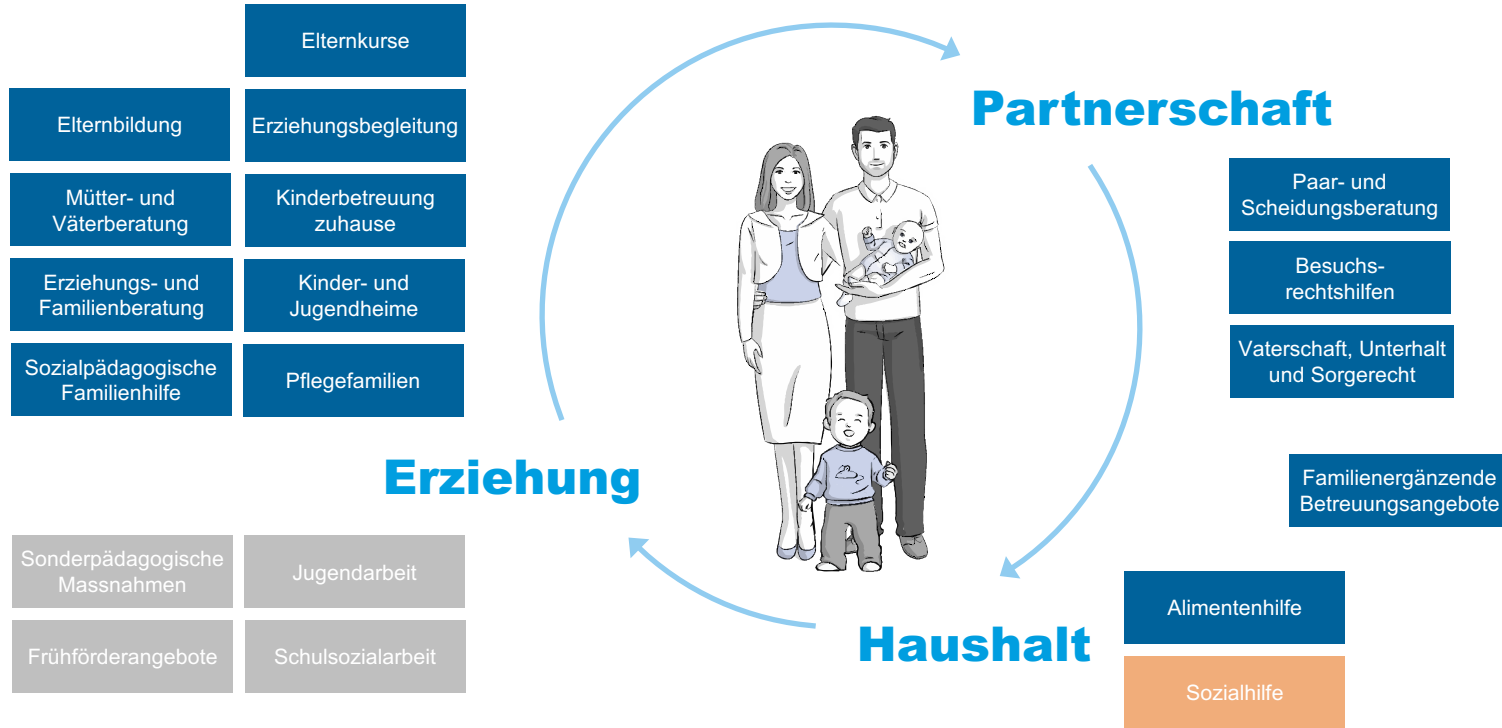 Elternkurse
Elternbildung
Erziehungsbegleitung
Mütter- und
Väterberatung
Kinderbetreuung
zuhause
Erziehungs- und
Familienberatung
Kinder- und
Jugendheime
Sozialpädagogische
Familienhilfe
Pflegefamilien
Partnerschaft
Paar- und
Scheidungsberatung
Besuchs-
rechtshilfen
Vaterschaft, Unterhalt
und Sorgerecht
Erziehung
Familienergänzende
Betreuungsangebote
Sonderpädagogische
Massnahmen
Jugendarbeit
Frühförderangebote
Schulsozialarbeit
Haushalt
Alimentenhilfe
Sozialhilfe